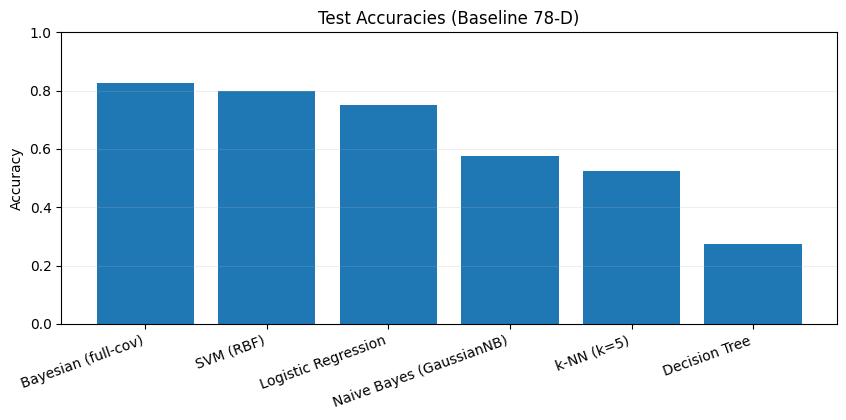 Test Accuracies (Baseline 78-D)
Accuracy
1.0
0.8
0.6
0.4
0.2
0.0
Bayesian (full-cov)
SVM (RBF)
Logistic Regression
Naive Bayes (GaussianNB)
k-NN (k=5)
Decision Tree